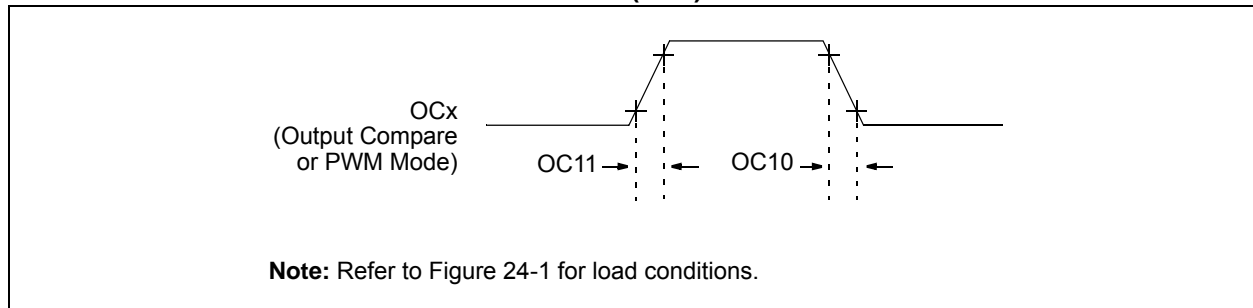 OCx
(Output Compare
or PWM Mode)
OC11
OC10
Note: Refer to Figure 24-1 for load conditions.